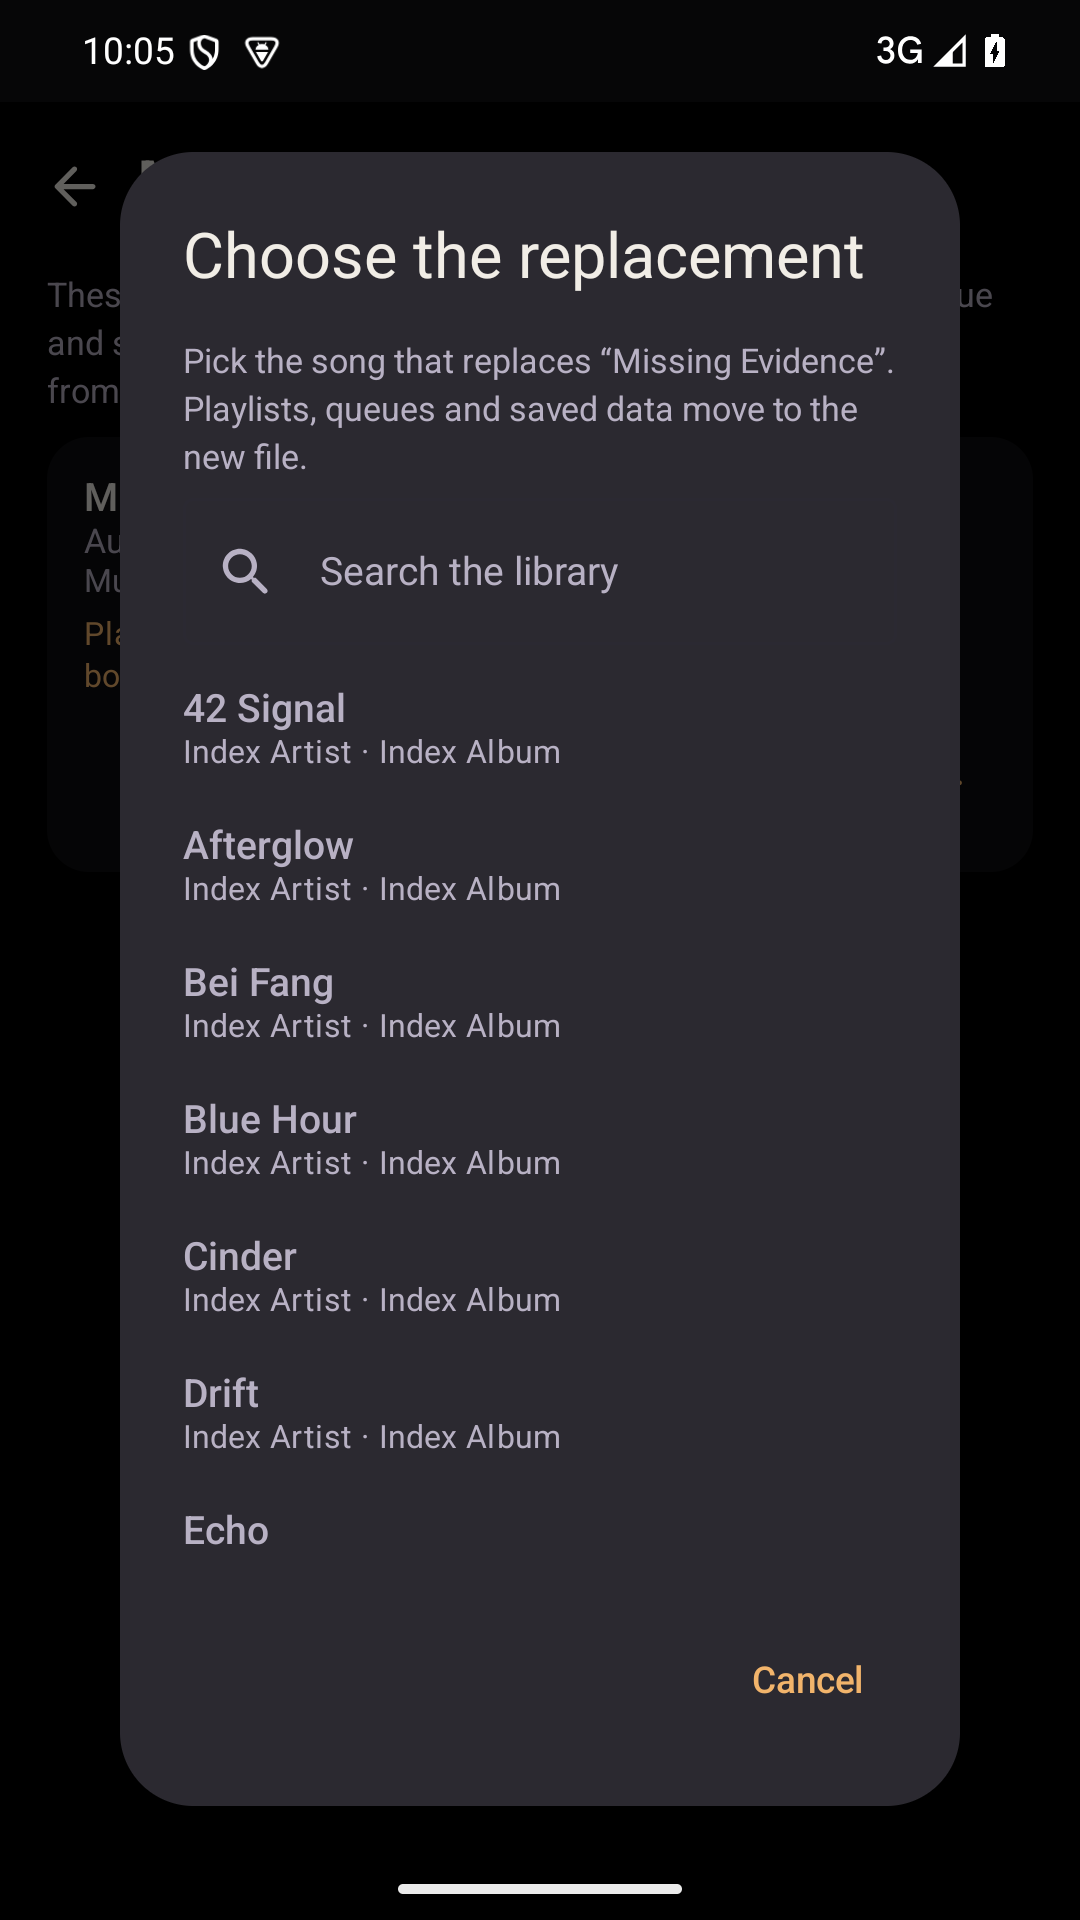 10:05
3G
Choose the replacement
Pick the song that replaces “Missing Evidence”.
Playlists, queues and saved data move to the
new file.
Search the library
42 Signal
Index Artist · Index Album
Afterglow
Index Artist · Index Album
Bei Fang
Index Artist · Index Album
Blue Hour
Index Artist · Index Album
Cinder
Index Artist · Index Album
Drift
Index Artist · Index Album
Echo
Cancel
and
from